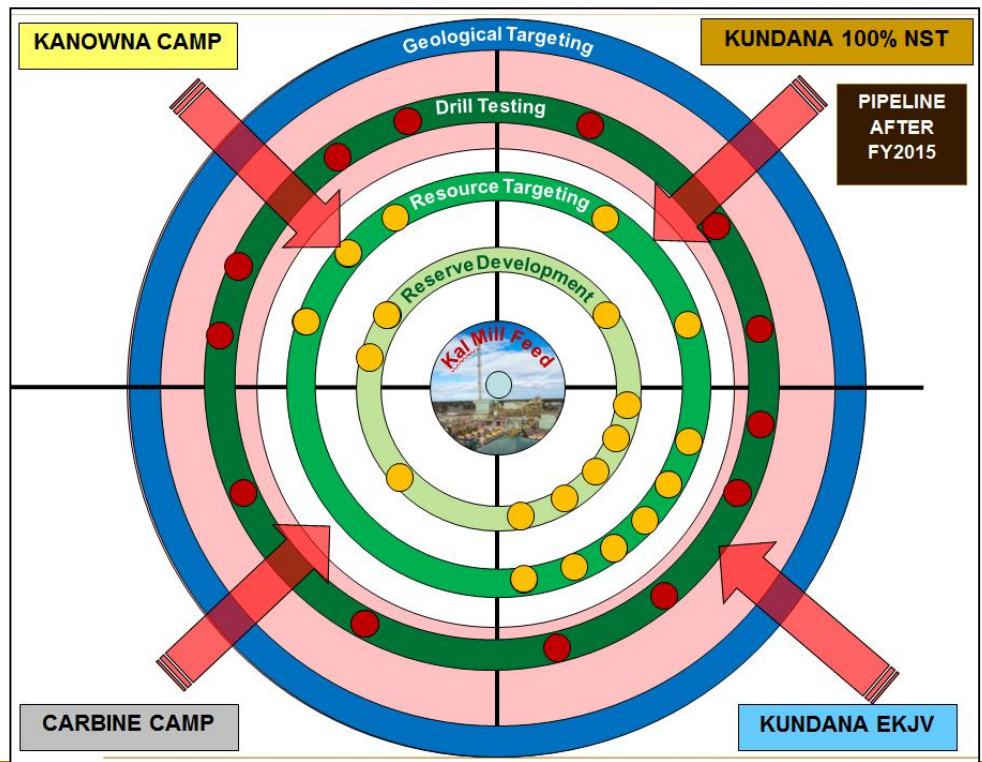 KANOWNA CAMP
Geological Targeting
KUNDANA 100% NST
Drill Testing
PIPELINE
AFTER
FY2015
Resource Targeting
Reserve Development
Kal Mill Feed
CARBINE CAMP
KUNDANA EKJV